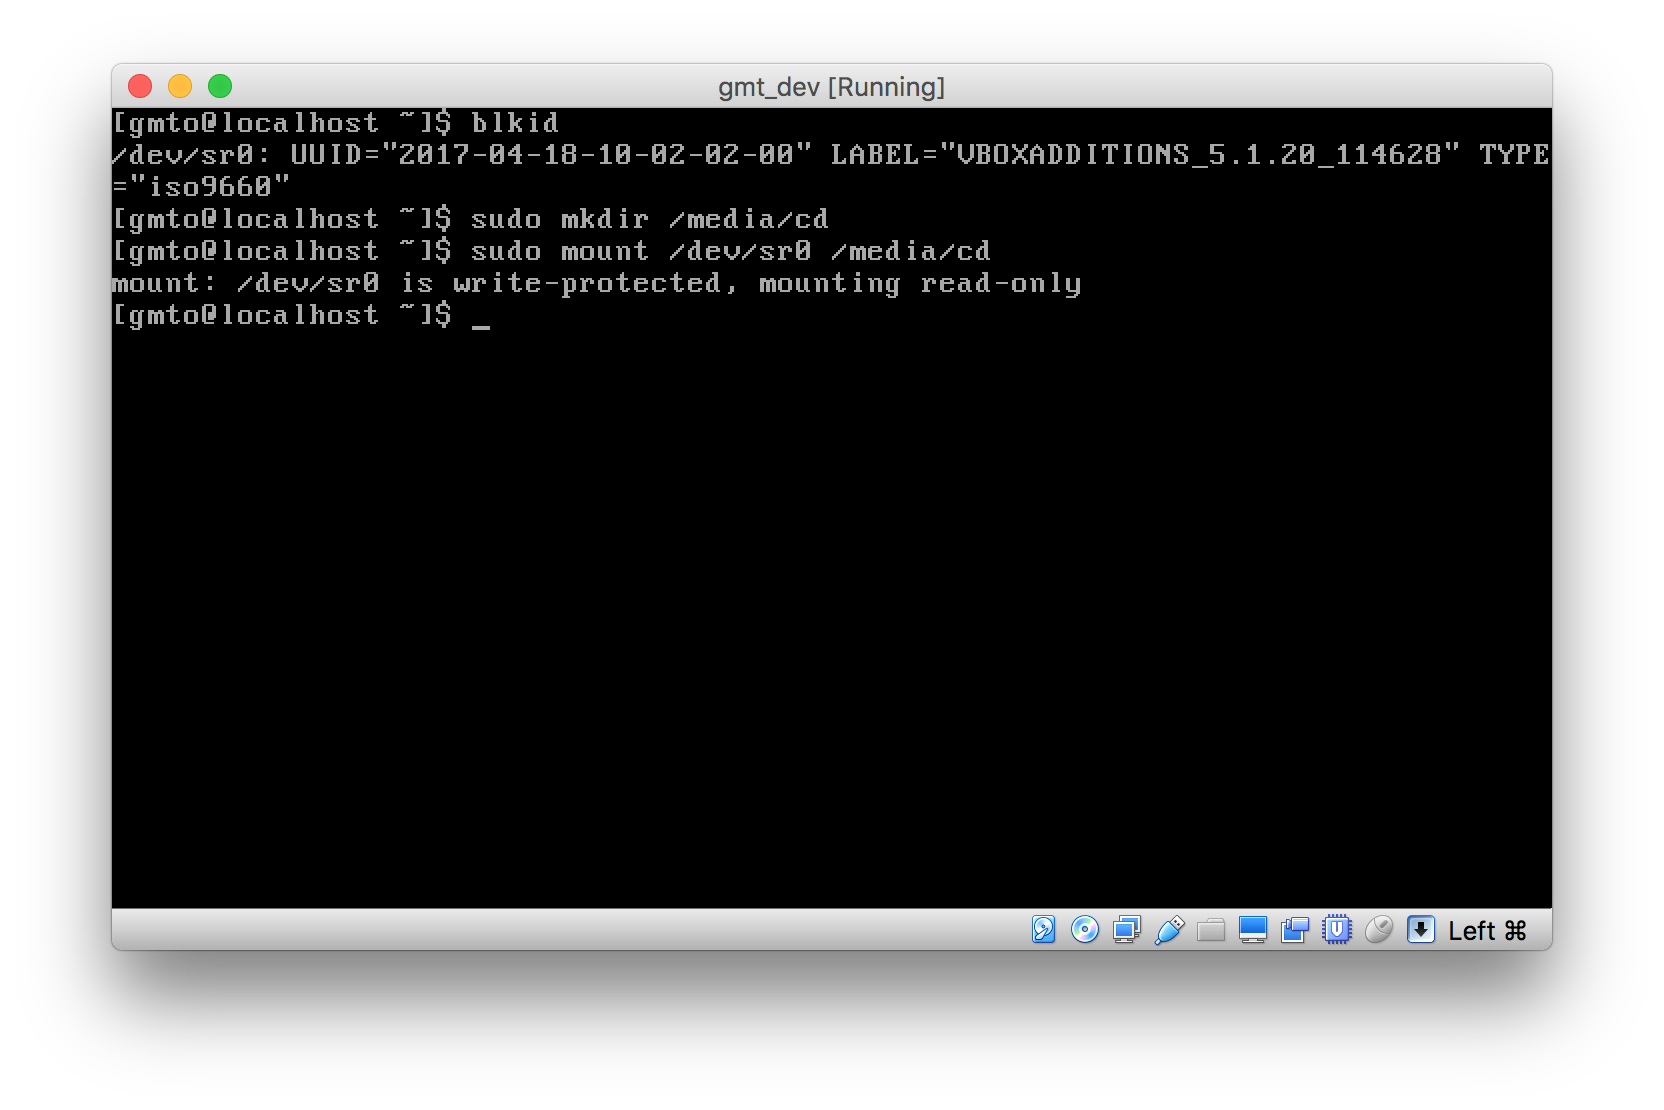 gmt_dev [Running]
[gmto@localhost ~]$ blkid
/dev/sr0: UUID="2017-04-18-10-02-02-00" LABEL="VBOXADDITIONS_5.1.20_114628" TYPE
="iso9660"
[gmto@localhost ~]$ sudo mkdir /media/cd
[gmto@localhost ~]$ sudo mount /dev/sr0 /media/cd
mount: /dev/sr0 is write-protected, mounting read-only
[gmto@localhost ~]$ _
Left ⌘